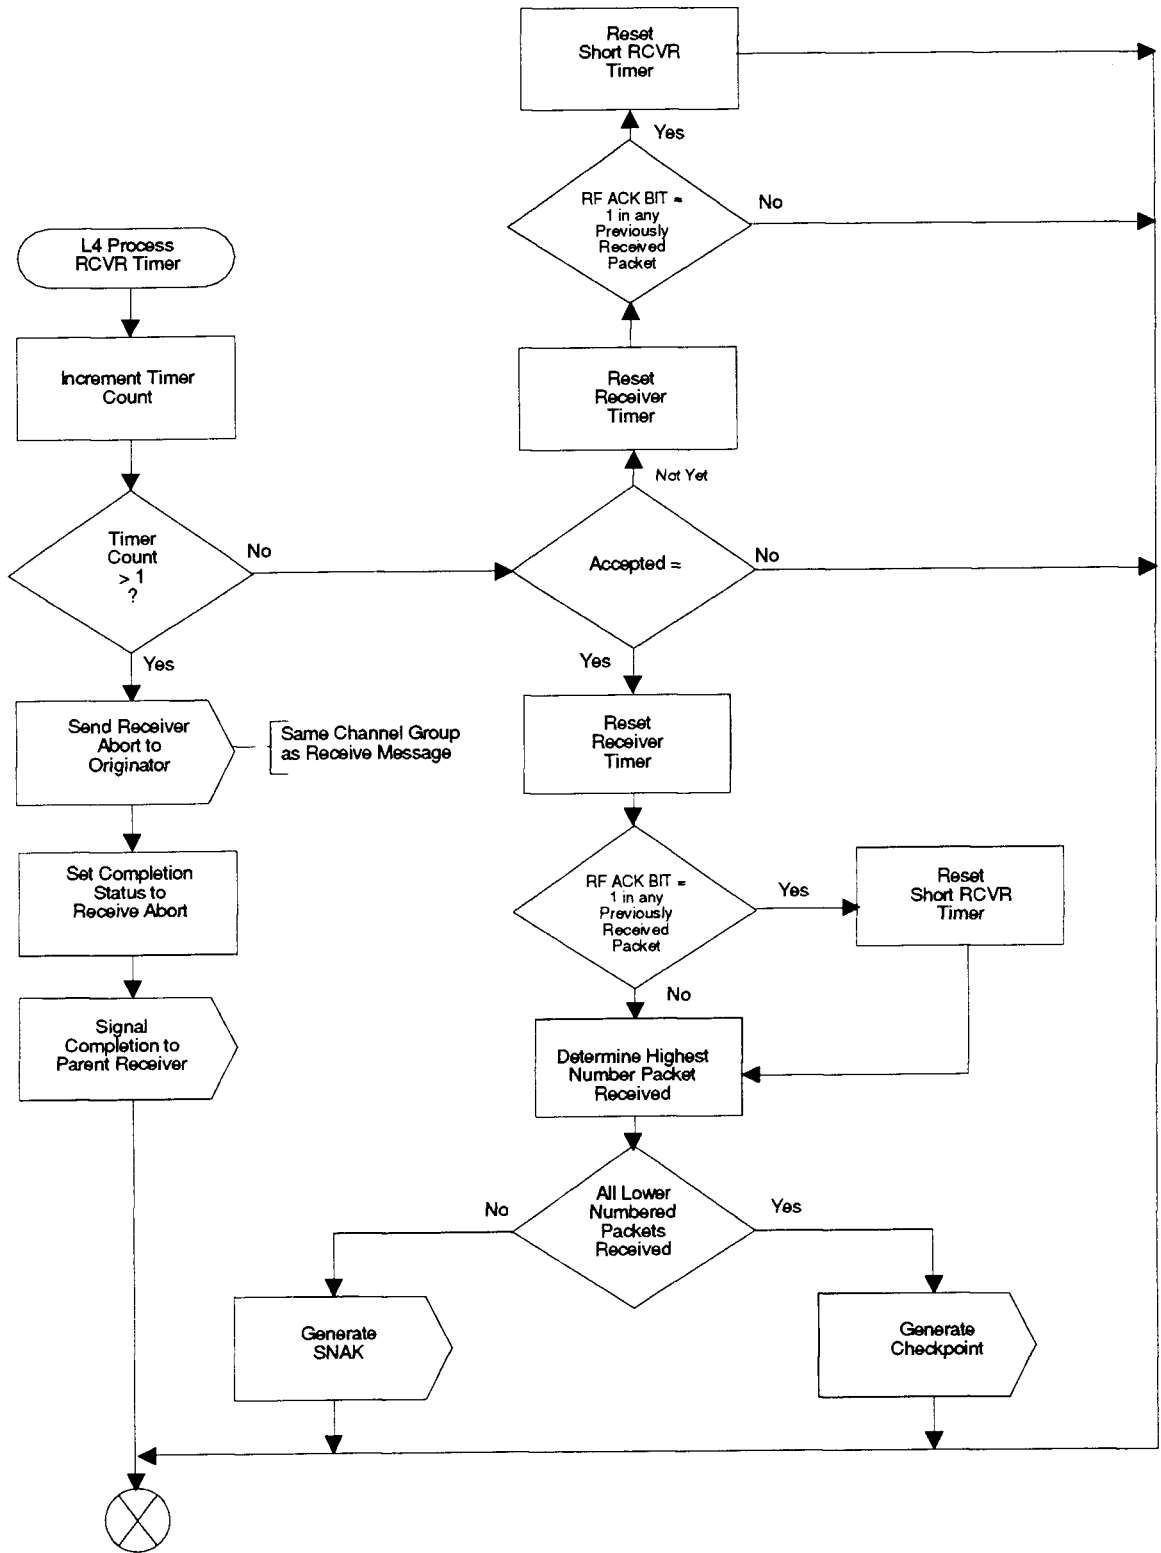 Reset
Short RCVR
Timer
Yes
RF ACK BIT =
1 in any
Previously
Received
Packet
No
L4 Process
RCVR Timer
Increment Timer
Count
Reset
Receiver
Timer
Not Yet
Timer
Count
> 1
?
No
Accepted =
No
Yes
Yes
Send Receiver
Abort to
Originator
Same Channel Group
as Receive Message
Reset
Receiver
Timer
Set Completion
Status to
Receive Abort
RF ACK BIT =
1 in any
Previously
Received
Packet
Yes
Reset
Short RCVR
Timer
No
Signal
Completion to
Parent Receiver
Determine Highest
Number Packet
Received
All Lower
Numbered
Packets
Received
No
Yes
Generate
SNAK
Generate
Checkpoint